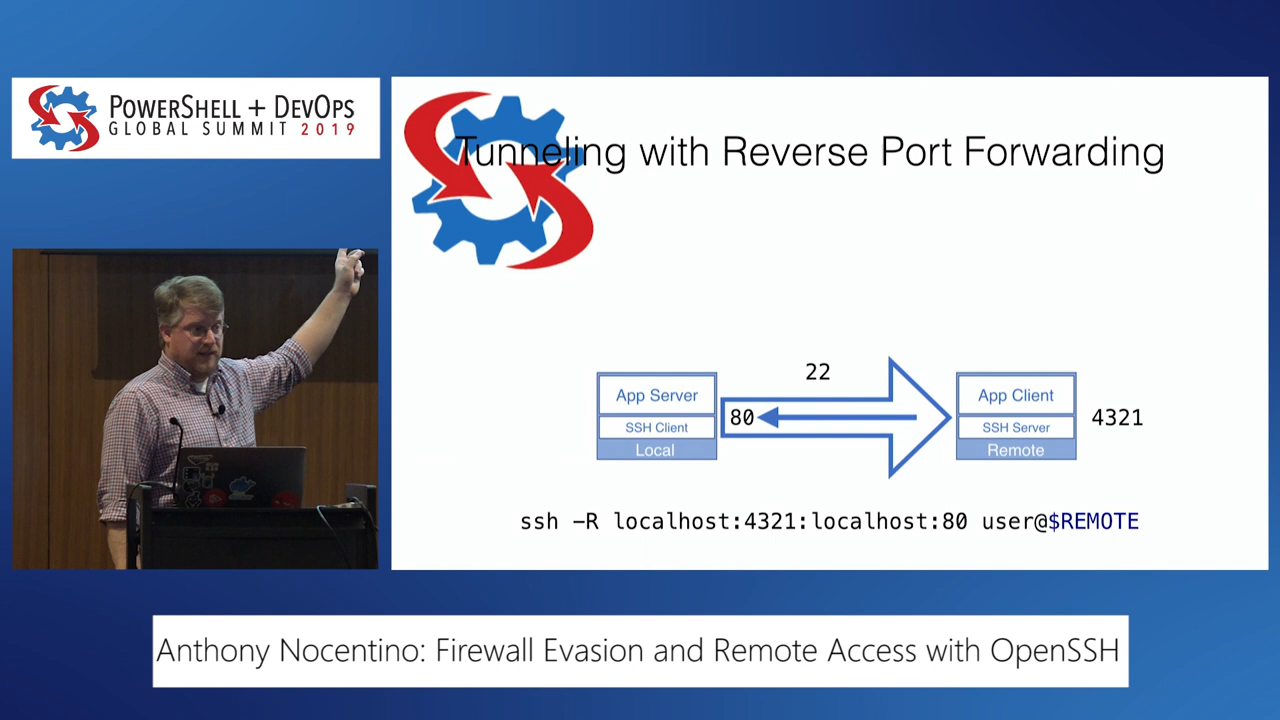 POWERSHELL + DEVOPS
GLOBAL SUMMIT 2019
Tunneling with Reverse Port Forwarding
22
App Server
SSH Client
Local
80
App Client
SSH Server
Remote
4321
ssh -R localhost:4321:localhost:80 user@$REMOTE
Anthony Nocentino: Firewall Evasion and Remote Access with OpenSSH